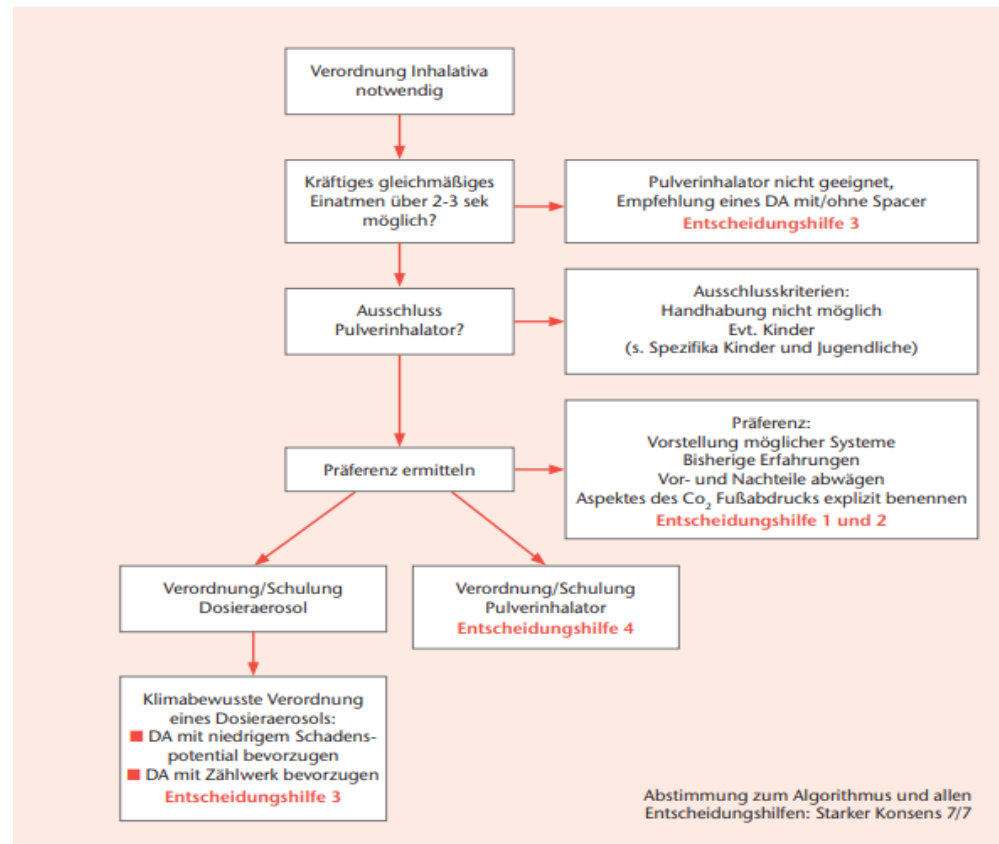 Verordnung Inhalativa
notwendig
Kräftiges gleichmäßiges
Einatmen über 2-3 sek
möglich?
Pulverinhalator nicht geeignet,
Empfehlung eines DA mit/ohne Spacer
Entscheidungshilfe 3
Ausschluss
Pulverinhalator?
Ausschlusskriterien:
Handhabung nicht möglich
Evt. Kinder
(s. Spezifika Kinder und Jugendliche)
Präferenz ermitteln
Präferenz:
Vorstellung möglicher Systeme
Bisherige Erfahrungen
Vor- und Nachteile abwägen
Aspektes des Co₂ Fußabdrucks explizit benennen
Entscheidungshilfe 1 und 2
Verordnung/Schulung
Dosieraerosol
Verordnung/Schulung
Pulverinhalator
Entscheidungshilfe 4
Klimabewusste Verordnung
eines Dosieraerosols:
■ DA mit niedrigem Schadens-
potential bevorzugen
■ DA mit Zählwerk bevorzugen
Entscheidungshilfe 3
Abstimmung zum Algorithmus und allen
Entscheidungshilfen: Starker Konsens 7/7